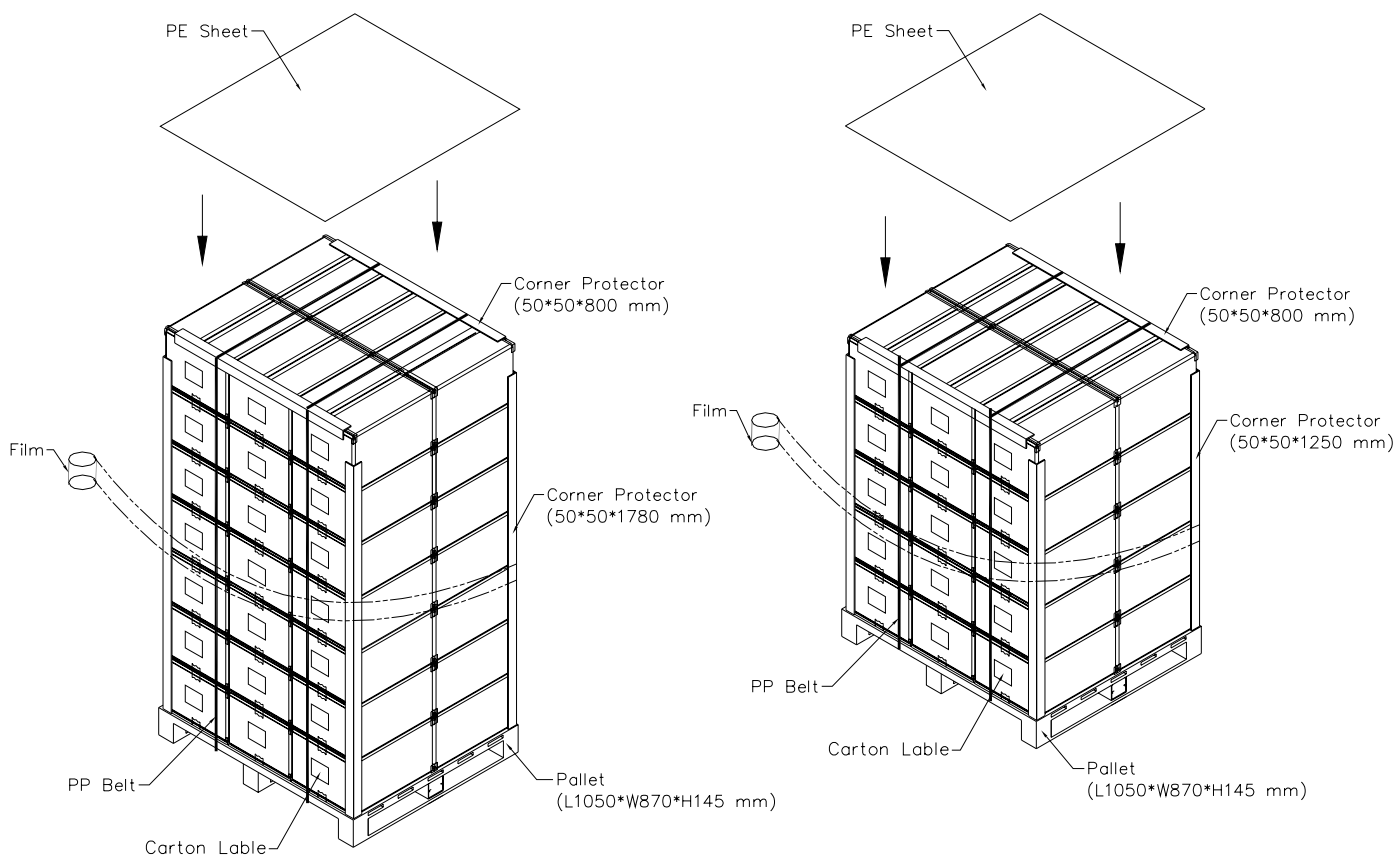 PE Sheet
Corner Protector
(50*50*800 mm)
Film
Corner Protector
(50*50*1780 mm)
PP Belt
Pallet
(L1050*W870*H145 mm)
Carton Lable
PE Sheet
Corner Protector
(50*50*800 mm)
Film
Corner Protector
(50*50*1250 mm)
PP Belt
Carton Lable
Pallet
(L1050*W870*H145 mm)